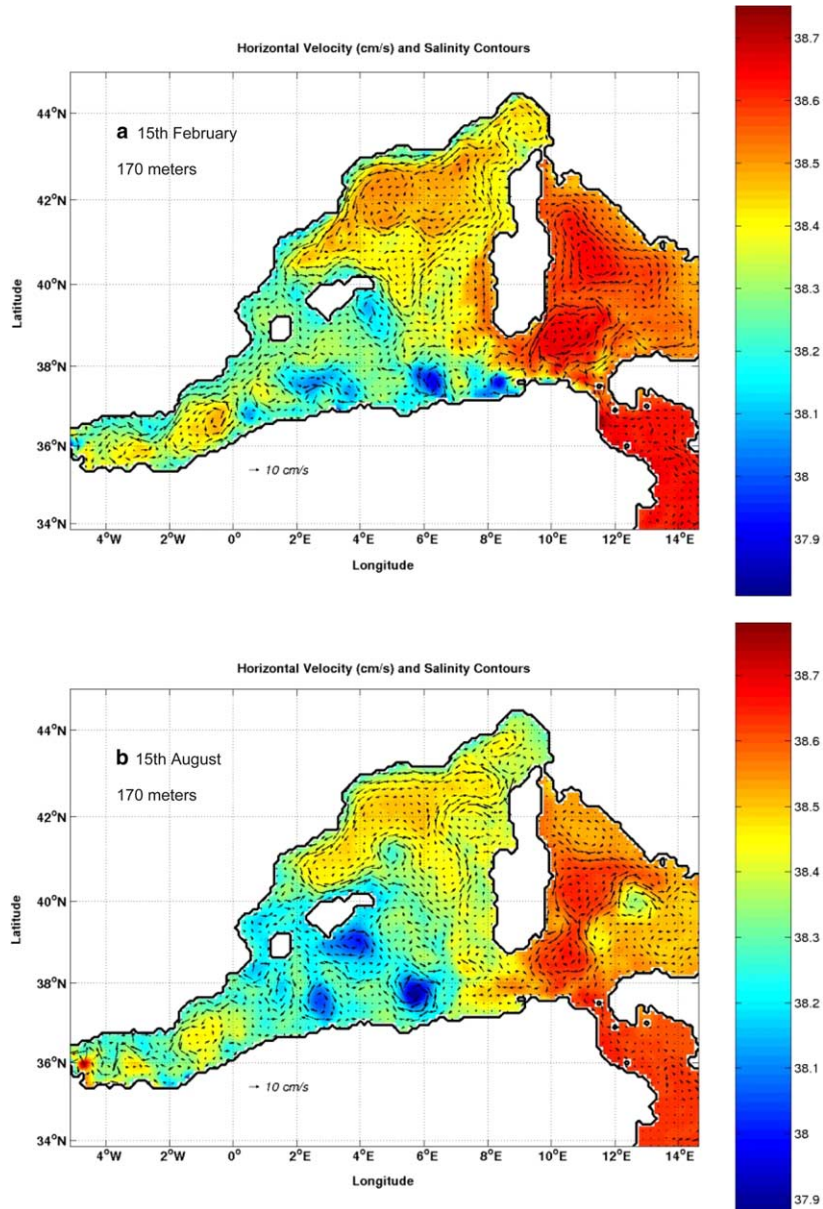 Horizontal Velocity (cm/s) and Salinity Contours
a 15th February
170 meters
44°N
42°N
40°N
38°N
36°N
34°N
Latitude
10 cm/s
4°W
2°W
0°
2°E
4°E
6°E
8°E
10°E
12°E
14°E
Longitude
38.7
38.6
38.5
38.4
38.3
38.2
38.1
38
37.9
Horizontal Velocity (cm/s) and Salinity Contours
b 15th August
170 meters
44°N
42°N
40°N
38°N
36°N
34°N
Latitude
10 cm/s
4°W
2°W
0°
2°E
4°E
6°E
8°E
10°E
12°E
14°E
Longitude
38.7
38.6
38.5
38.4
38.3
38.2
38.1
38
37.9